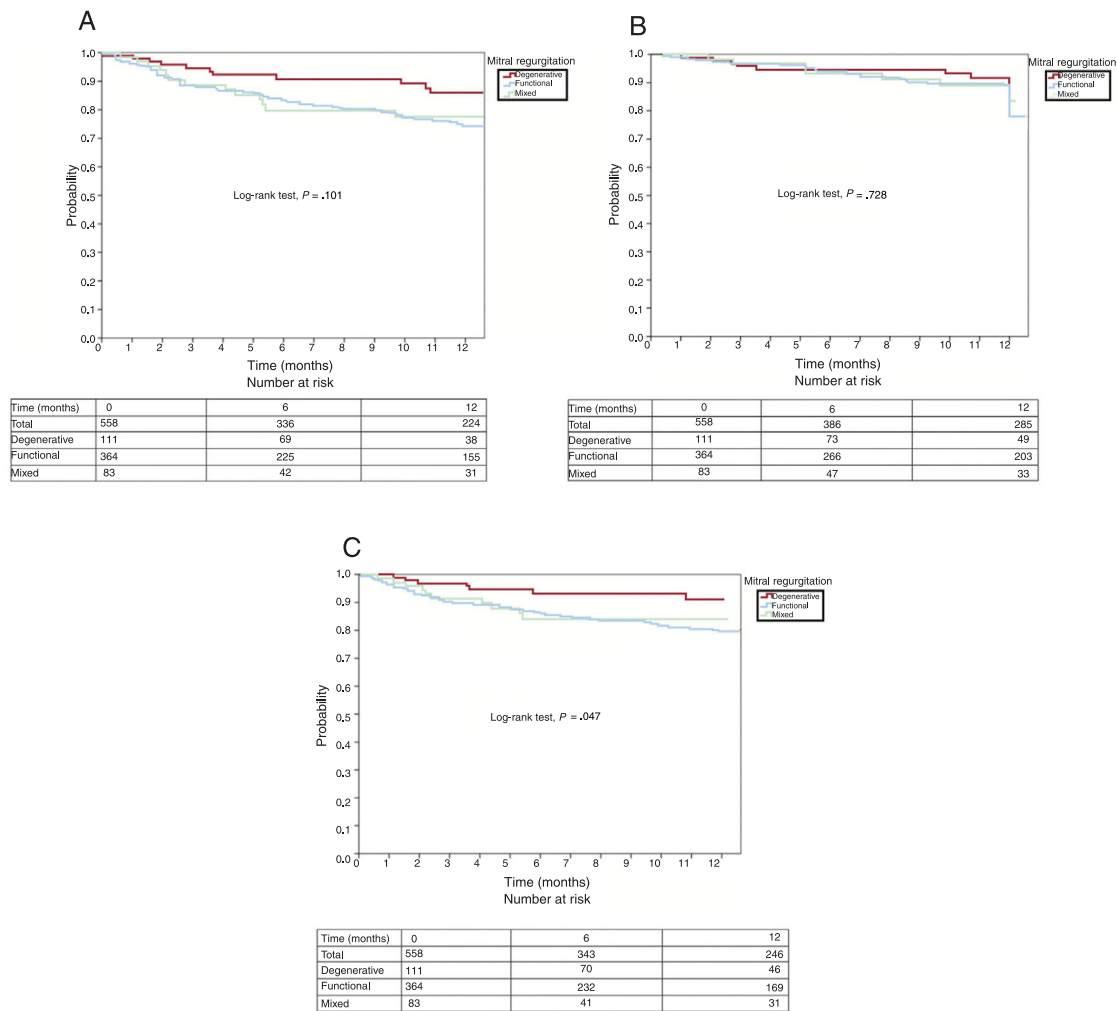 A
Mitral regurgitation
Degenerative
Functional
Mixed
1.0
0.9
0.8
0.7
0.6
0.5
0.4
0.3
0.2
0.1
0.0
Probability
Log-rank test, P = .101
0 1 2 3 4 5 6 7 8 9 10 11 12
Time (months)
Number at risk
Time (months) 0 6 12
Total 558 336 224
Degenerative 111 69 38
Functional 364 225 155
Mixed 83 42 31
B
Mitral regurgitation
Degenerative
Functional
Mixed
1.0
0.9
0.8
0.7
0.6
0.5
0.4
0.3
0.2
0.1
0.0
Probability
Log-rank test, P = .728
0 1 2 3 4 5 6 7 8 9 10 11 12
Time (months)
Number at risk
Time (months) 0 6 12
Total 558 386 285
Degenerative 111 73 49
Functional 364 266 203
Mixed 83 47 33
C
Mitral regurgitation
Degenerative
Functional
Mixed
1.0
0.9
0.8
0.7
0.6
0.5
0.4
0.3
0.2
0.1
0.0
Probability
Log-rank test, P = .047
0 1 2 3 4 5 6 7 8 9 10 11 12
Time (months)
Number at risk
Time (months) 0 6 12
Total 558 343 246
Degenerative 111 70 46
Functional 364 232 169
Mixed 83 41 31